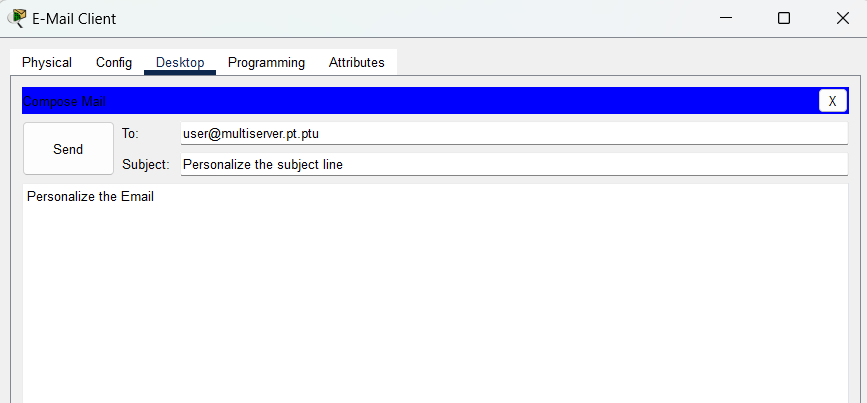 E-Mail Client
Physical Config Desktop Programming Attributes
Compose Mail X
Send
To: user@multiserver.pt.ptu
Subject: Personalize the subject line
Personalize the Email